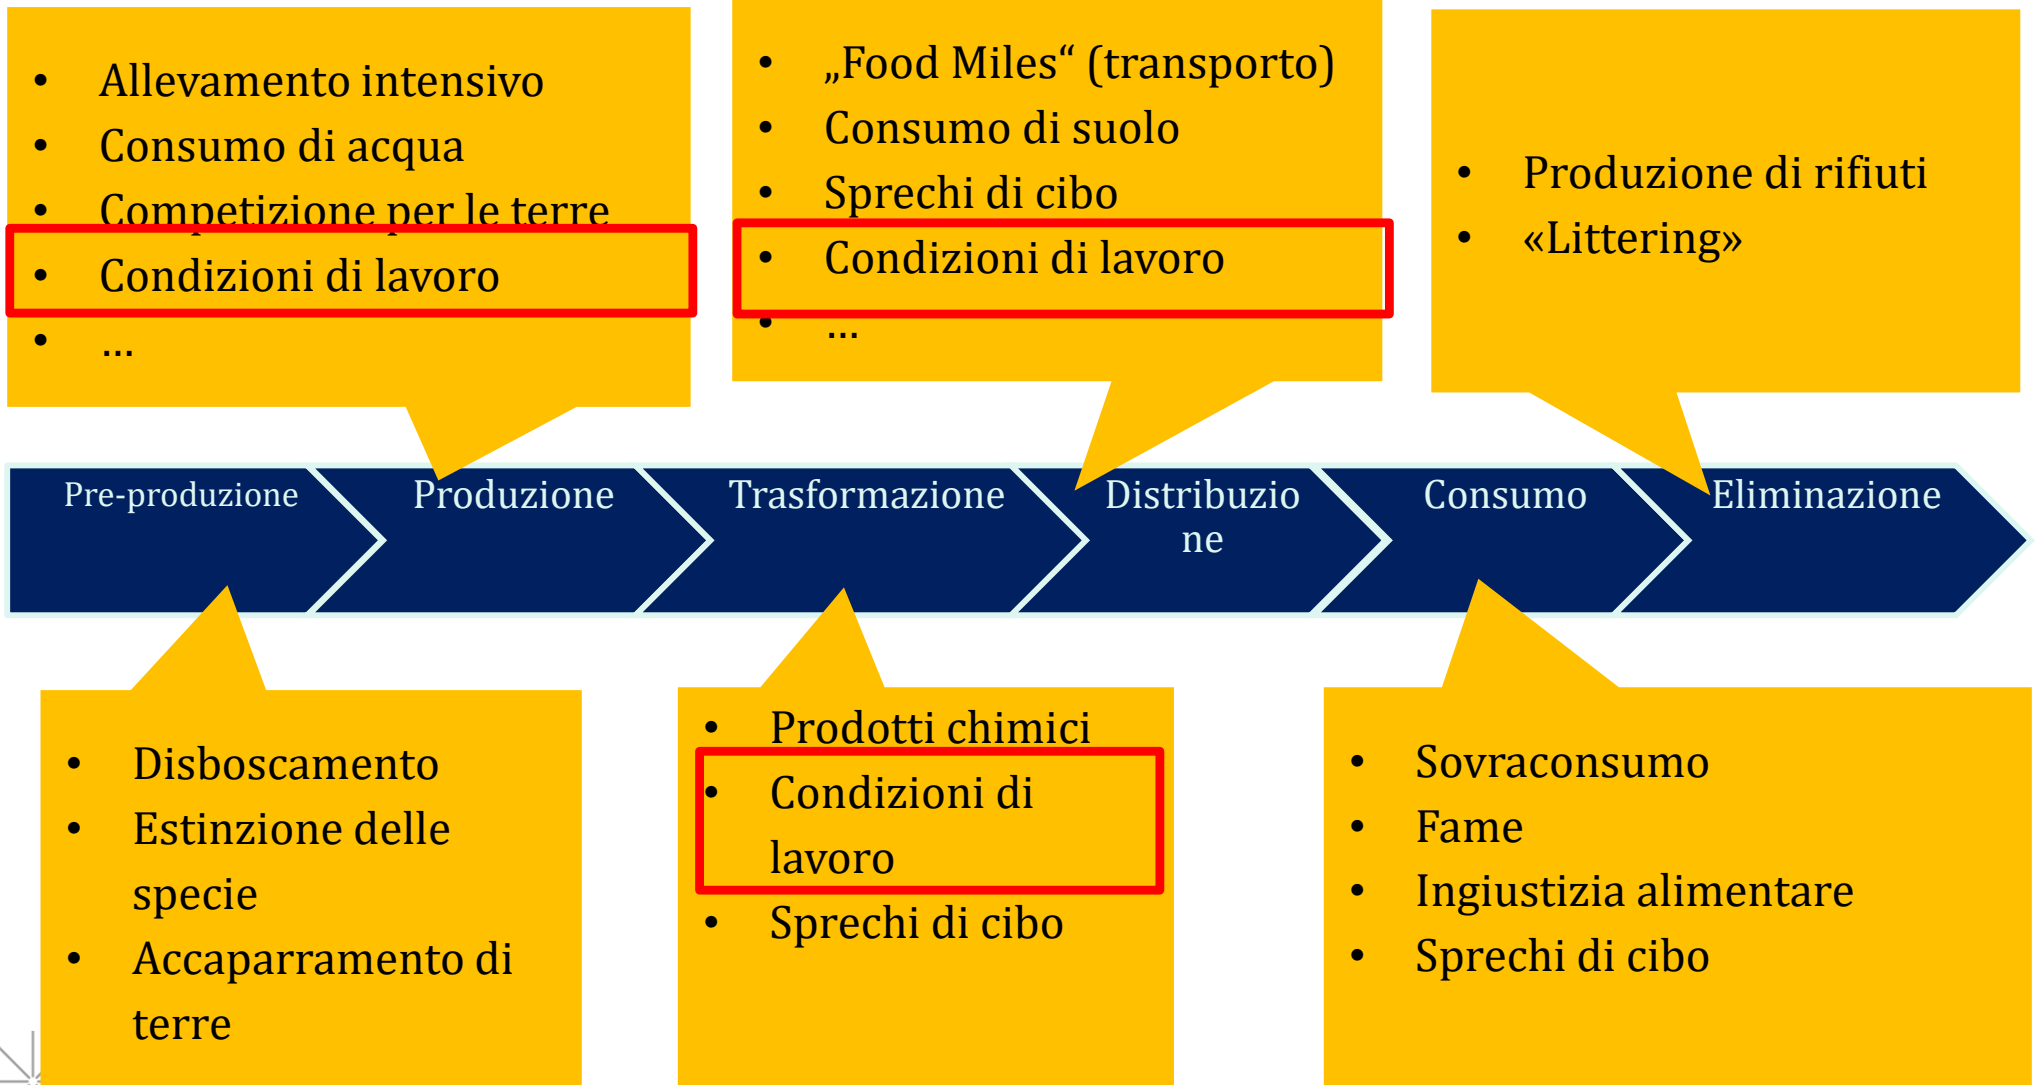 • Allevamento intensivo
• Consumo di acqua
• Competizione per le terre
• Condizioni di lavoro
• …
• „Food Miles“ (transporto)
• Consumo di suolo
• Sprechi di cibo
• Condizioni di lavoro
• …
• Produzione di rifiuti
• «Littering»
Pre-produzione
Produzione
Trasformazione
Distribuzio
ne
Consumo
Eliminazione
• Disboscamento
• Estinzione delle
specie
• Accaparramento di
terre
• Prodotti chimici
• Condizioni di
lavoro
• Sprechi di cibo
• Sovraconsumo
• Fame
• Ingiustizia alimentare
• Sprechi di cibo